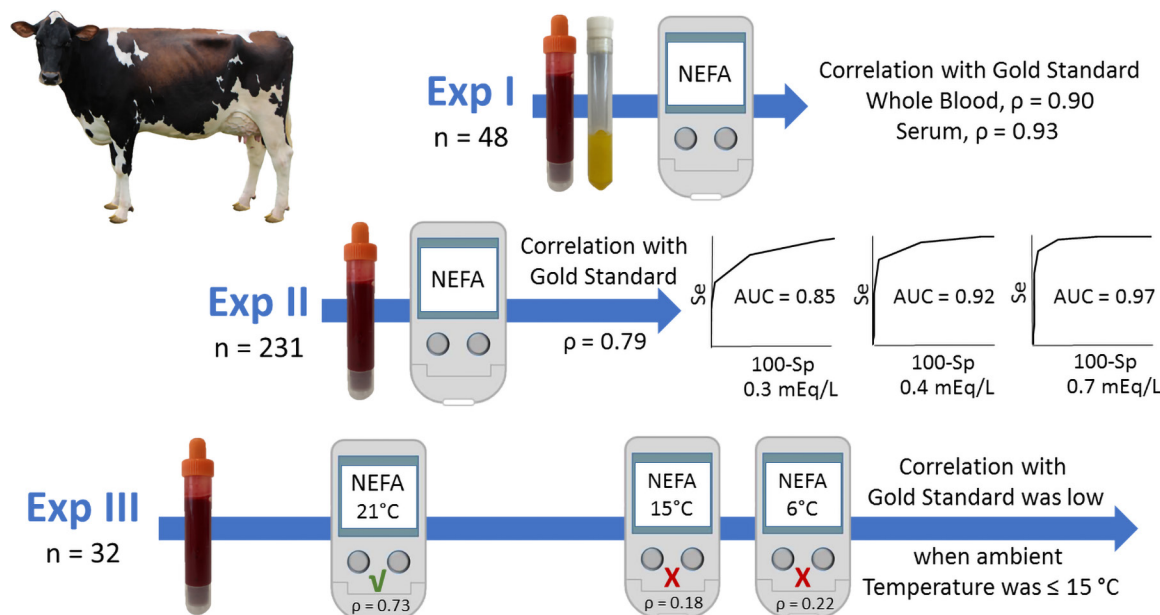 Exp I
n = 48
NEFA
Correlation with Gold Standard
Whole Blood, ρ = 0.90
Serum, ρ = 0.93
Exp II
n = 231
NEFA
Correlation with
Gold Standard
ρ = 0.79
Se
AUC = 0.85
100-Sp
0.3 mEq/L
Se
AUC = 0.92
100-Sp
0.4 mEq/L
Se
AUC = 0.97
100-Sp
0.7 mEq/L
Exp III
n = 32
NEFA
21°C
√
ρ = 0.73
NEFA
15°C
X
ρ = 0.18
NEFA
6°C
X
ρ = 0.22
Correlation with
Gold Standard was low
when ambient
Temperature was ≤ 15 °C